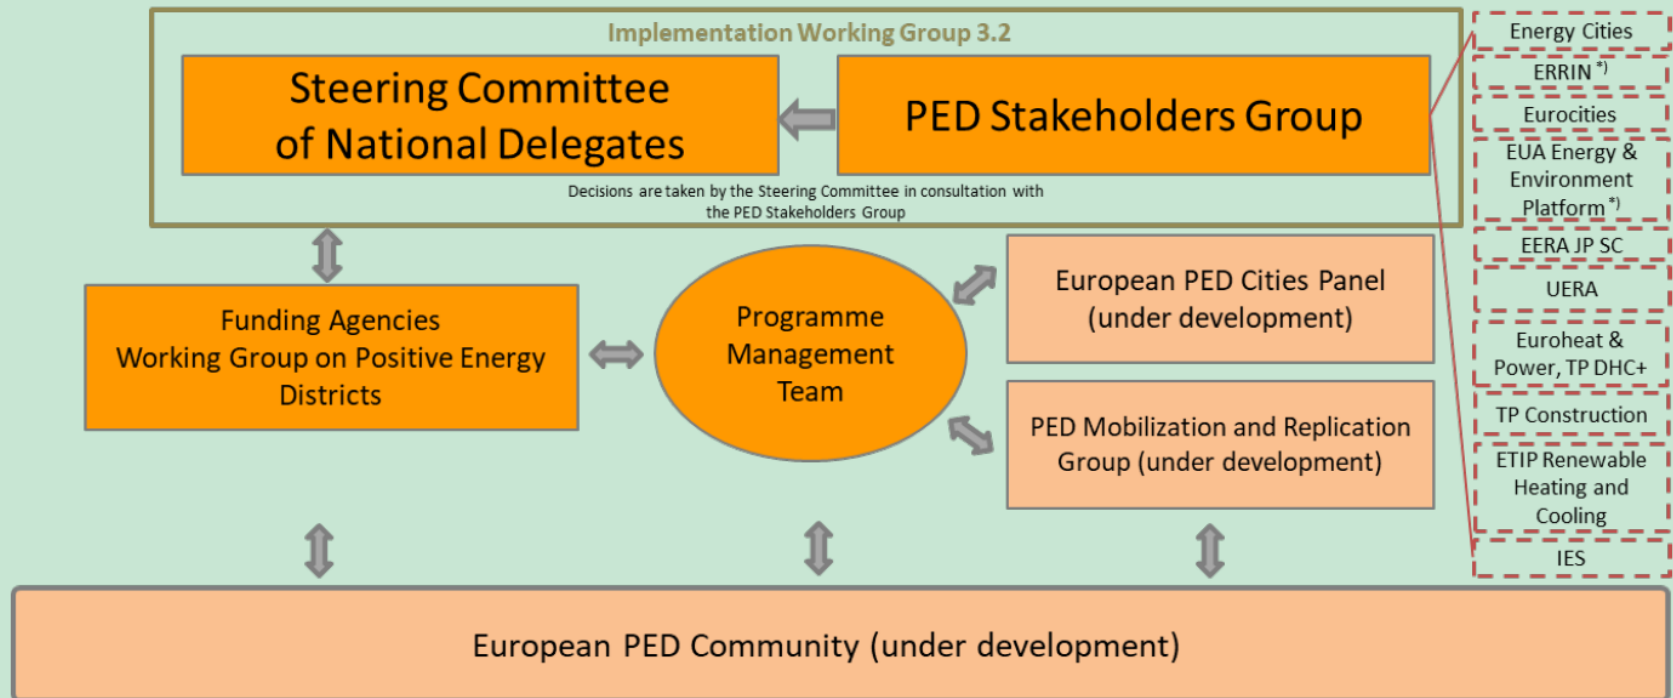 Implementation Working Group 3.2
Steering Committee
of National Delegates
PED Stakeholders Group
Decisions are taken by the Steering Committee in consultation with
the PED Stakeholders Group
Funding Agencies
Working Group on Positive Energy
Districts
Programme
Management
Team
European PED Cities Panel
(under development)
PED Mobilization and Replication
Group (under development)
European PED Community (under development)
Energy Cities
ERRIN *)
Eurocities
EUA Energy &
Environment
Platform *)
EERA JP SC
UERA
Euroheat &
Power, TP DHC+
TP Construction
ETIP Renewable
Heating and
Cooling
IES